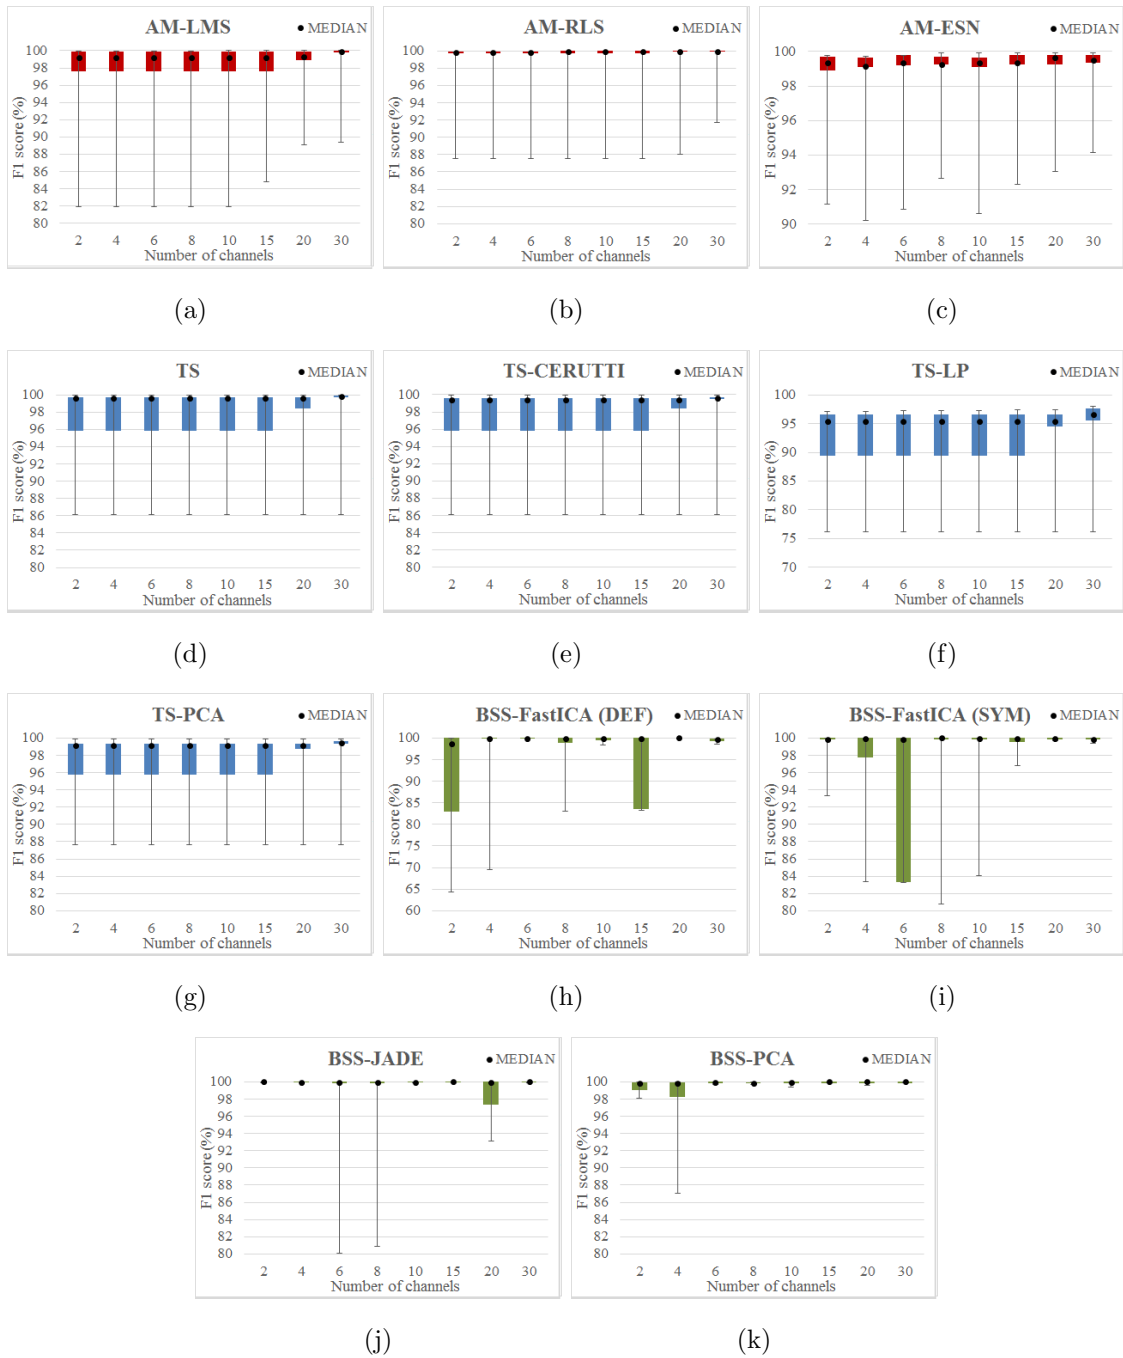 AM-LMS
● MEDIAN
F1 score (%)
100
98
96
94
92
90
88
86
84
82
80
2 4 6 8 10 15 20 30
Number of channels
(a)
AM-RLS
● MEDIAN
F1 score (%)
100
98
96
94
92
90
88
86
84
82
80
2 4 6 8 10 15 20 30
Number of channels
(b)
AM-ESN
● MEDIAN
F1 score (%)
100
98
96
94
92
90
2 4 6 8 10 15 20 30
Number of channels
(c)
TS
● MEDIAN
F1 score (%)
100
98
96
94
92
90
88
86
84
82
80
2 4 6 8 10 15 20 30
Number of channels
(d)
TS-CERUTTI
● MEDIAN
F1 score (%)
100
98
96
94
92
90
88
86
84
82
80
2 4 6 8 10 15 20 30
Number of channels
(e)
TS-LP
● MEDIAN
F1 score (%)
100
95
90
85
80
75
70
2 4 6 8 10 15 20 30
Number of channels
(f)
TS-PCA
● MEDIAN
F1 score (%)
100
98
96
94
92
90
88
86
84
82
80
2 4 6 8 10 15 20 30
Number of channels
(g)
BSS-FastICA (DEF)
● MEDIAN
F1 score (%)
100
95
90
85
80
75
70
65
60
2 4 6 8 10 15 20 30
Number of channels
(h)
BSS-FastICA (SYM)
● MEDIAN
F1 score (%)
100
98
96
94
92
90
88
86
84
82
80
2 4 6 8 10 15 20 30
Number of channels
(i)
BSS-JADE
● MEDIAN
F1 score (%)
100
98
96
94
92
90
88
86
84
82
80
2 4 6 8 10 15 20 30
Number of channels
(j)
BSS-PCA
● MEDIAN
F1 score (%)
100
98
96
94
92
90
88
86
84
82
80
2 4 6 8 10 15 20 30
Number of channels
(k)